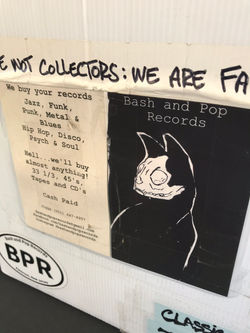 E NOT COLLECTORS: WE ARE FA
We buy your records
Jazz, Funk,
Punk, Metal &
Blues
Hip Hop, Disco,
Psych & Soul
Hell...we'll buy
almost anything!
33 1/3, 45's,
Tapes and CD's
Cash Paid
Bash and Pop
Records
BPR
CLASSIC